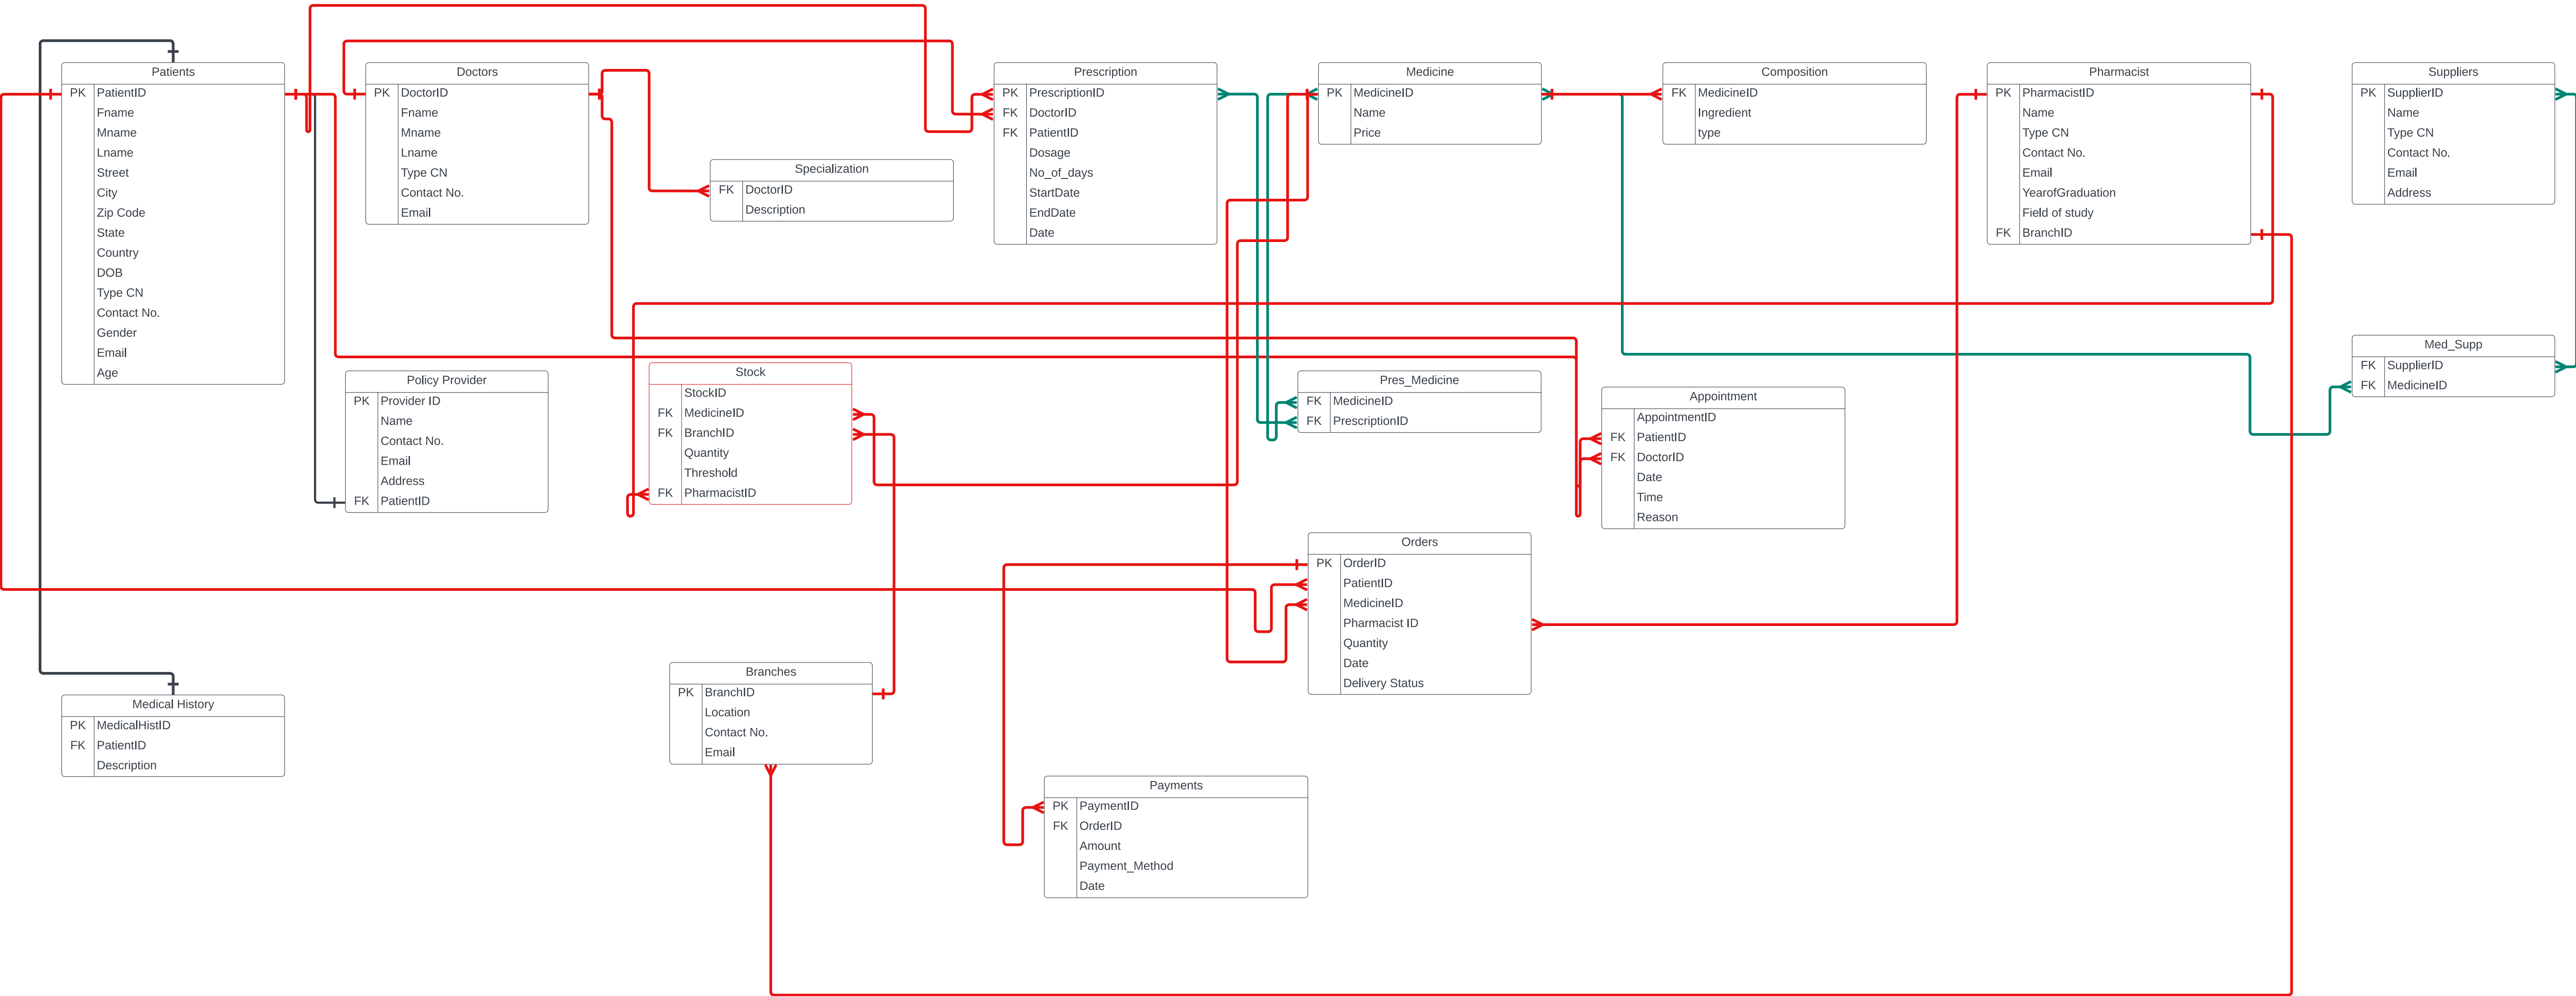 Patients
PK PatientID
Fname
Mname
Lname
Street
City
Zip Code
State
Country
DOB
Type CN
Contact No.
Gender
Email
Age
Doctors
PK DoctorID
Fname
Mname
Lname
Type CN
Contact No.
Email
Specialization
FK DoctorID
Description
Prescription
PK PrescriptionID
FK DoctorID
FK PatientID
Dosage
No_of_days
StartDate
EndDate
Date
Medicine
PK MedicineID
Name
Price
Composition
FK MedicineID
Ingredient
type
Pharmacist
PK PharmacistID
Name
Type CN
Contact No.
Email
YearofGraduation
Field of study
FK BranchID
Suppliers
PK SupplierID
Name
Type CN
Contact No.
Email
Address
Policy Provider
PK Provider ID
Name
Contact No.
Email
Address
FK PatientID
Stock
StockID
FK MedicineID
FK BranchID
Quantity
Threshold
FK PharmacistID
Pres_Medicine
FK MedicineID
FK PrescriptionID
Appointment
AppointmentID
FK PatientID
FK DoctorID
Date
Time
Reason
Med_Supp
FK SupplierID
FK MedicineID
Orders
PK OrderID
PatientID
MedicineID
Pharmacist ID
Quantity
Date
Delivery Status
Medical History
PK MedicalHistID
FK PatientID
Description
Branches
PK BranchID
Location
Contact No.
Email
Payments
PK PaymentID
FK OrderID
Amount
Payment_Method
Date